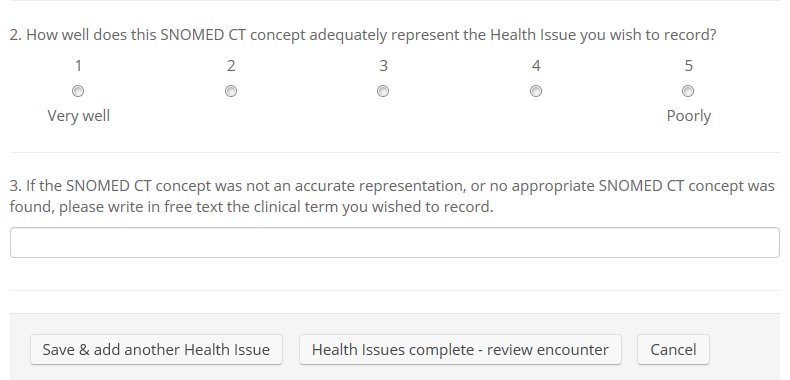 2. How well does this SNOMED CT concept adequately represent the Health Issue you wish to record?
1 2 3 4 5
Very well Poorly
3. If the SNOMED CT concept was not an accurate representation, or no appropriate SNOMED CT concept was
found, please write in free text the clinical term you wished to record.
Save & add another Health Issue Health Issues complete - review encounter Cancel